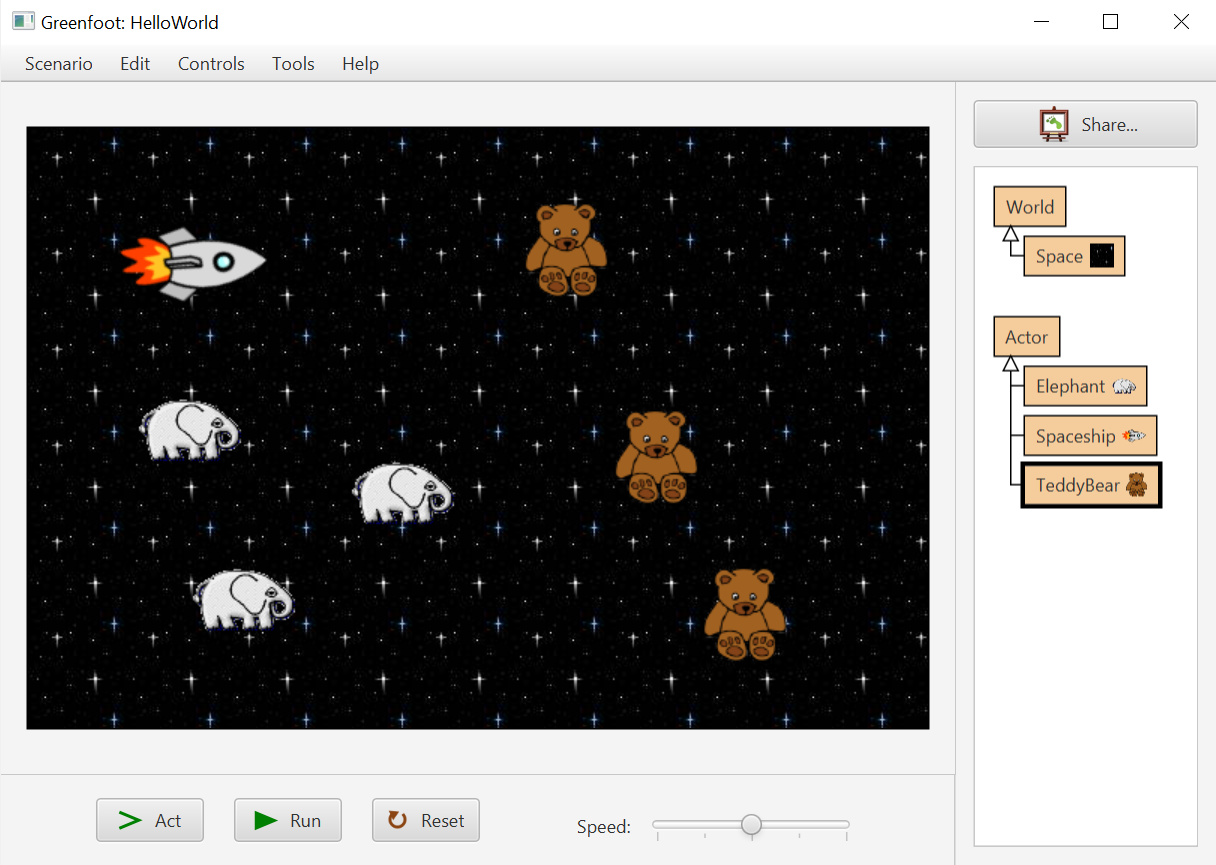 Greenfoot: HelloWorld
Scenario Edit Controls Tools Help
Share...
World
Space
Actor
Elephant
Spaceship
TeddyBear
Act Run Reset Speed: